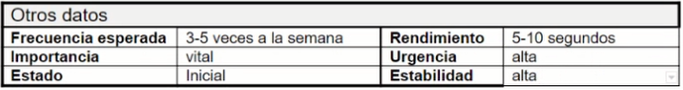 Otros datos
Frecuencia esperada 3-5 veces a la semana Rendimiento 5-10 segundos
Importancia vital Urgencia alta
Estado Inicial Estabilidad alta